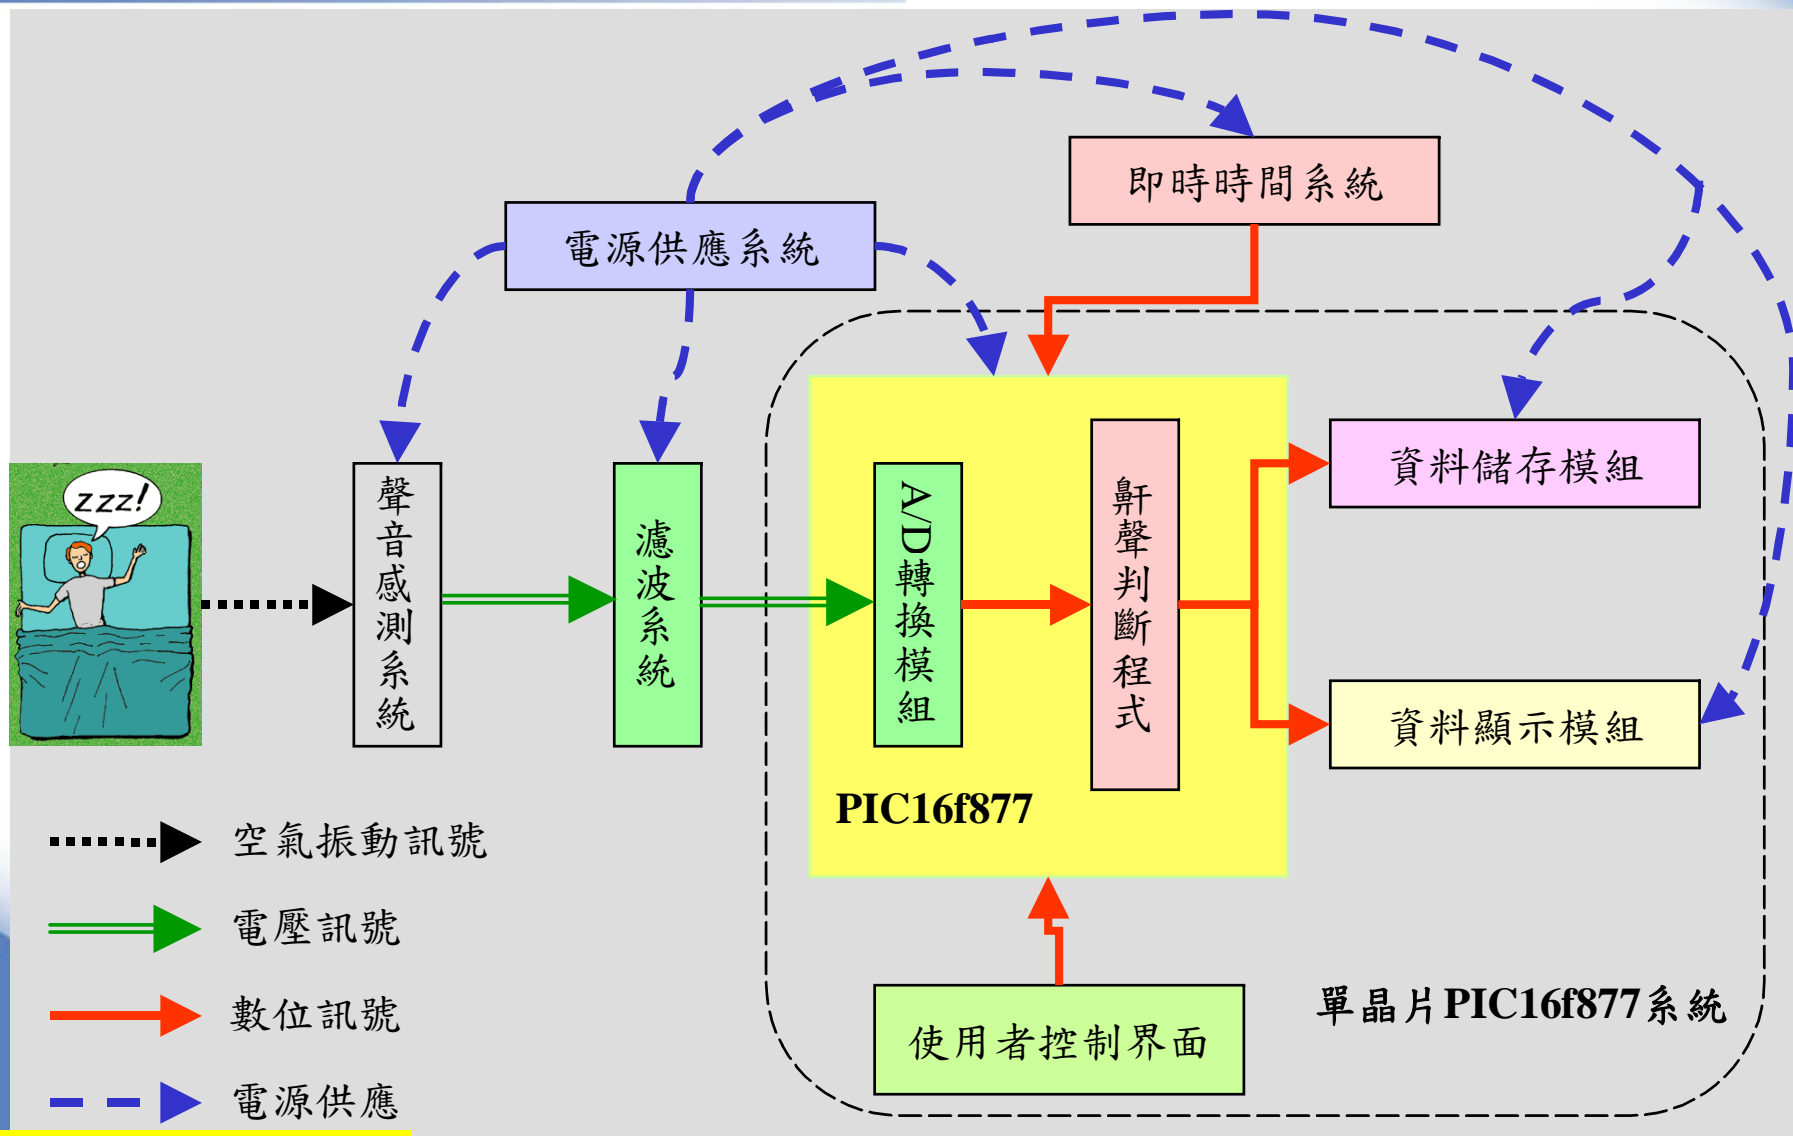 即時時間系統
電源供應系統
zzz!
聲音感測系統
濾波系統
A/D轉換模組
鼾聲判斷程式
資料儲存模組
資料顯示模組
PIC16f877
空氣振動訊號
電壓訊號
數位訊號
電源供應
使用者控制界面
單晶片PIC16f877系統